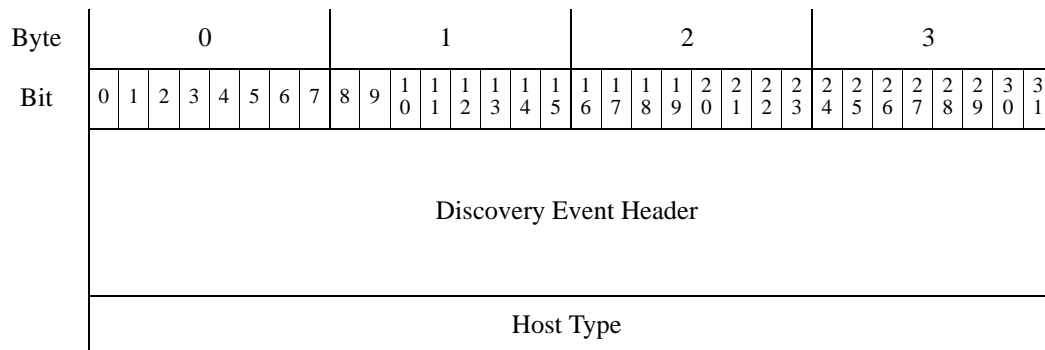 Byte 0 1 2 3
Bit 0 1 2 3 4 5 6 7 8 9 10 11 12 13 14 15 16 17 18 19 20 21 22 23 24 25 26 27 28 29 30 31
Discovery Event Header
Host Type